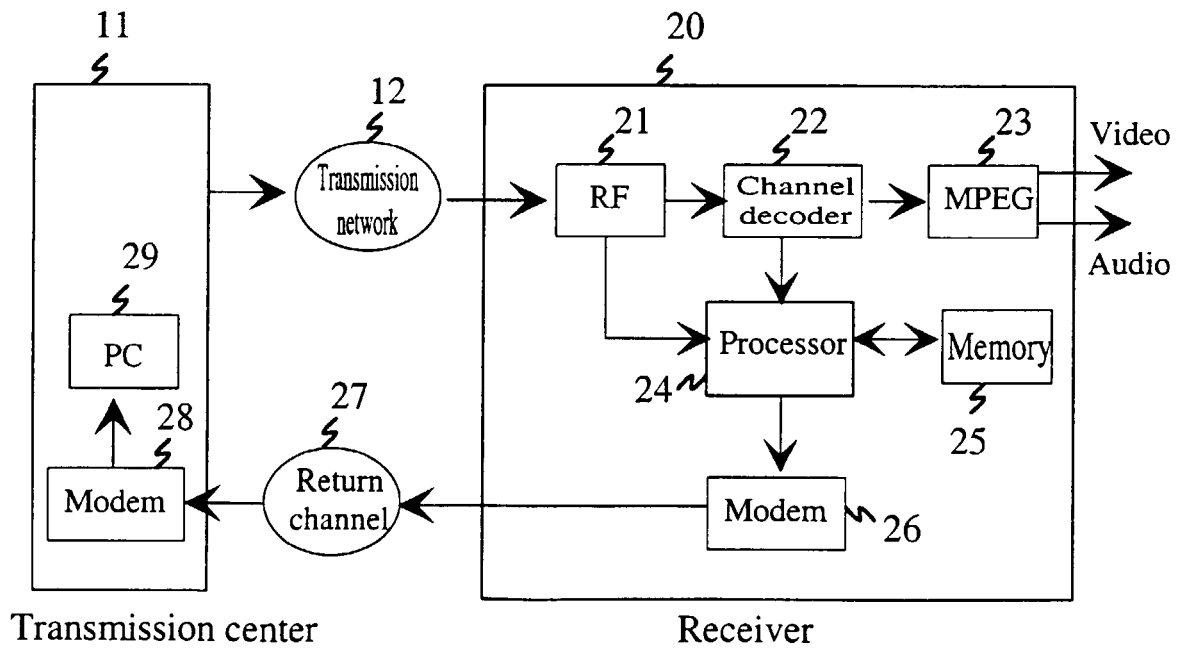 11
20
12
21
22
23
Video
Transmission
network
RF
Channel
decoder
MPEG
Audio
29
PC
Processor
Memory
24
25
27
28
Modem
Return
channel
Modem
26
Transmission center
Receiver